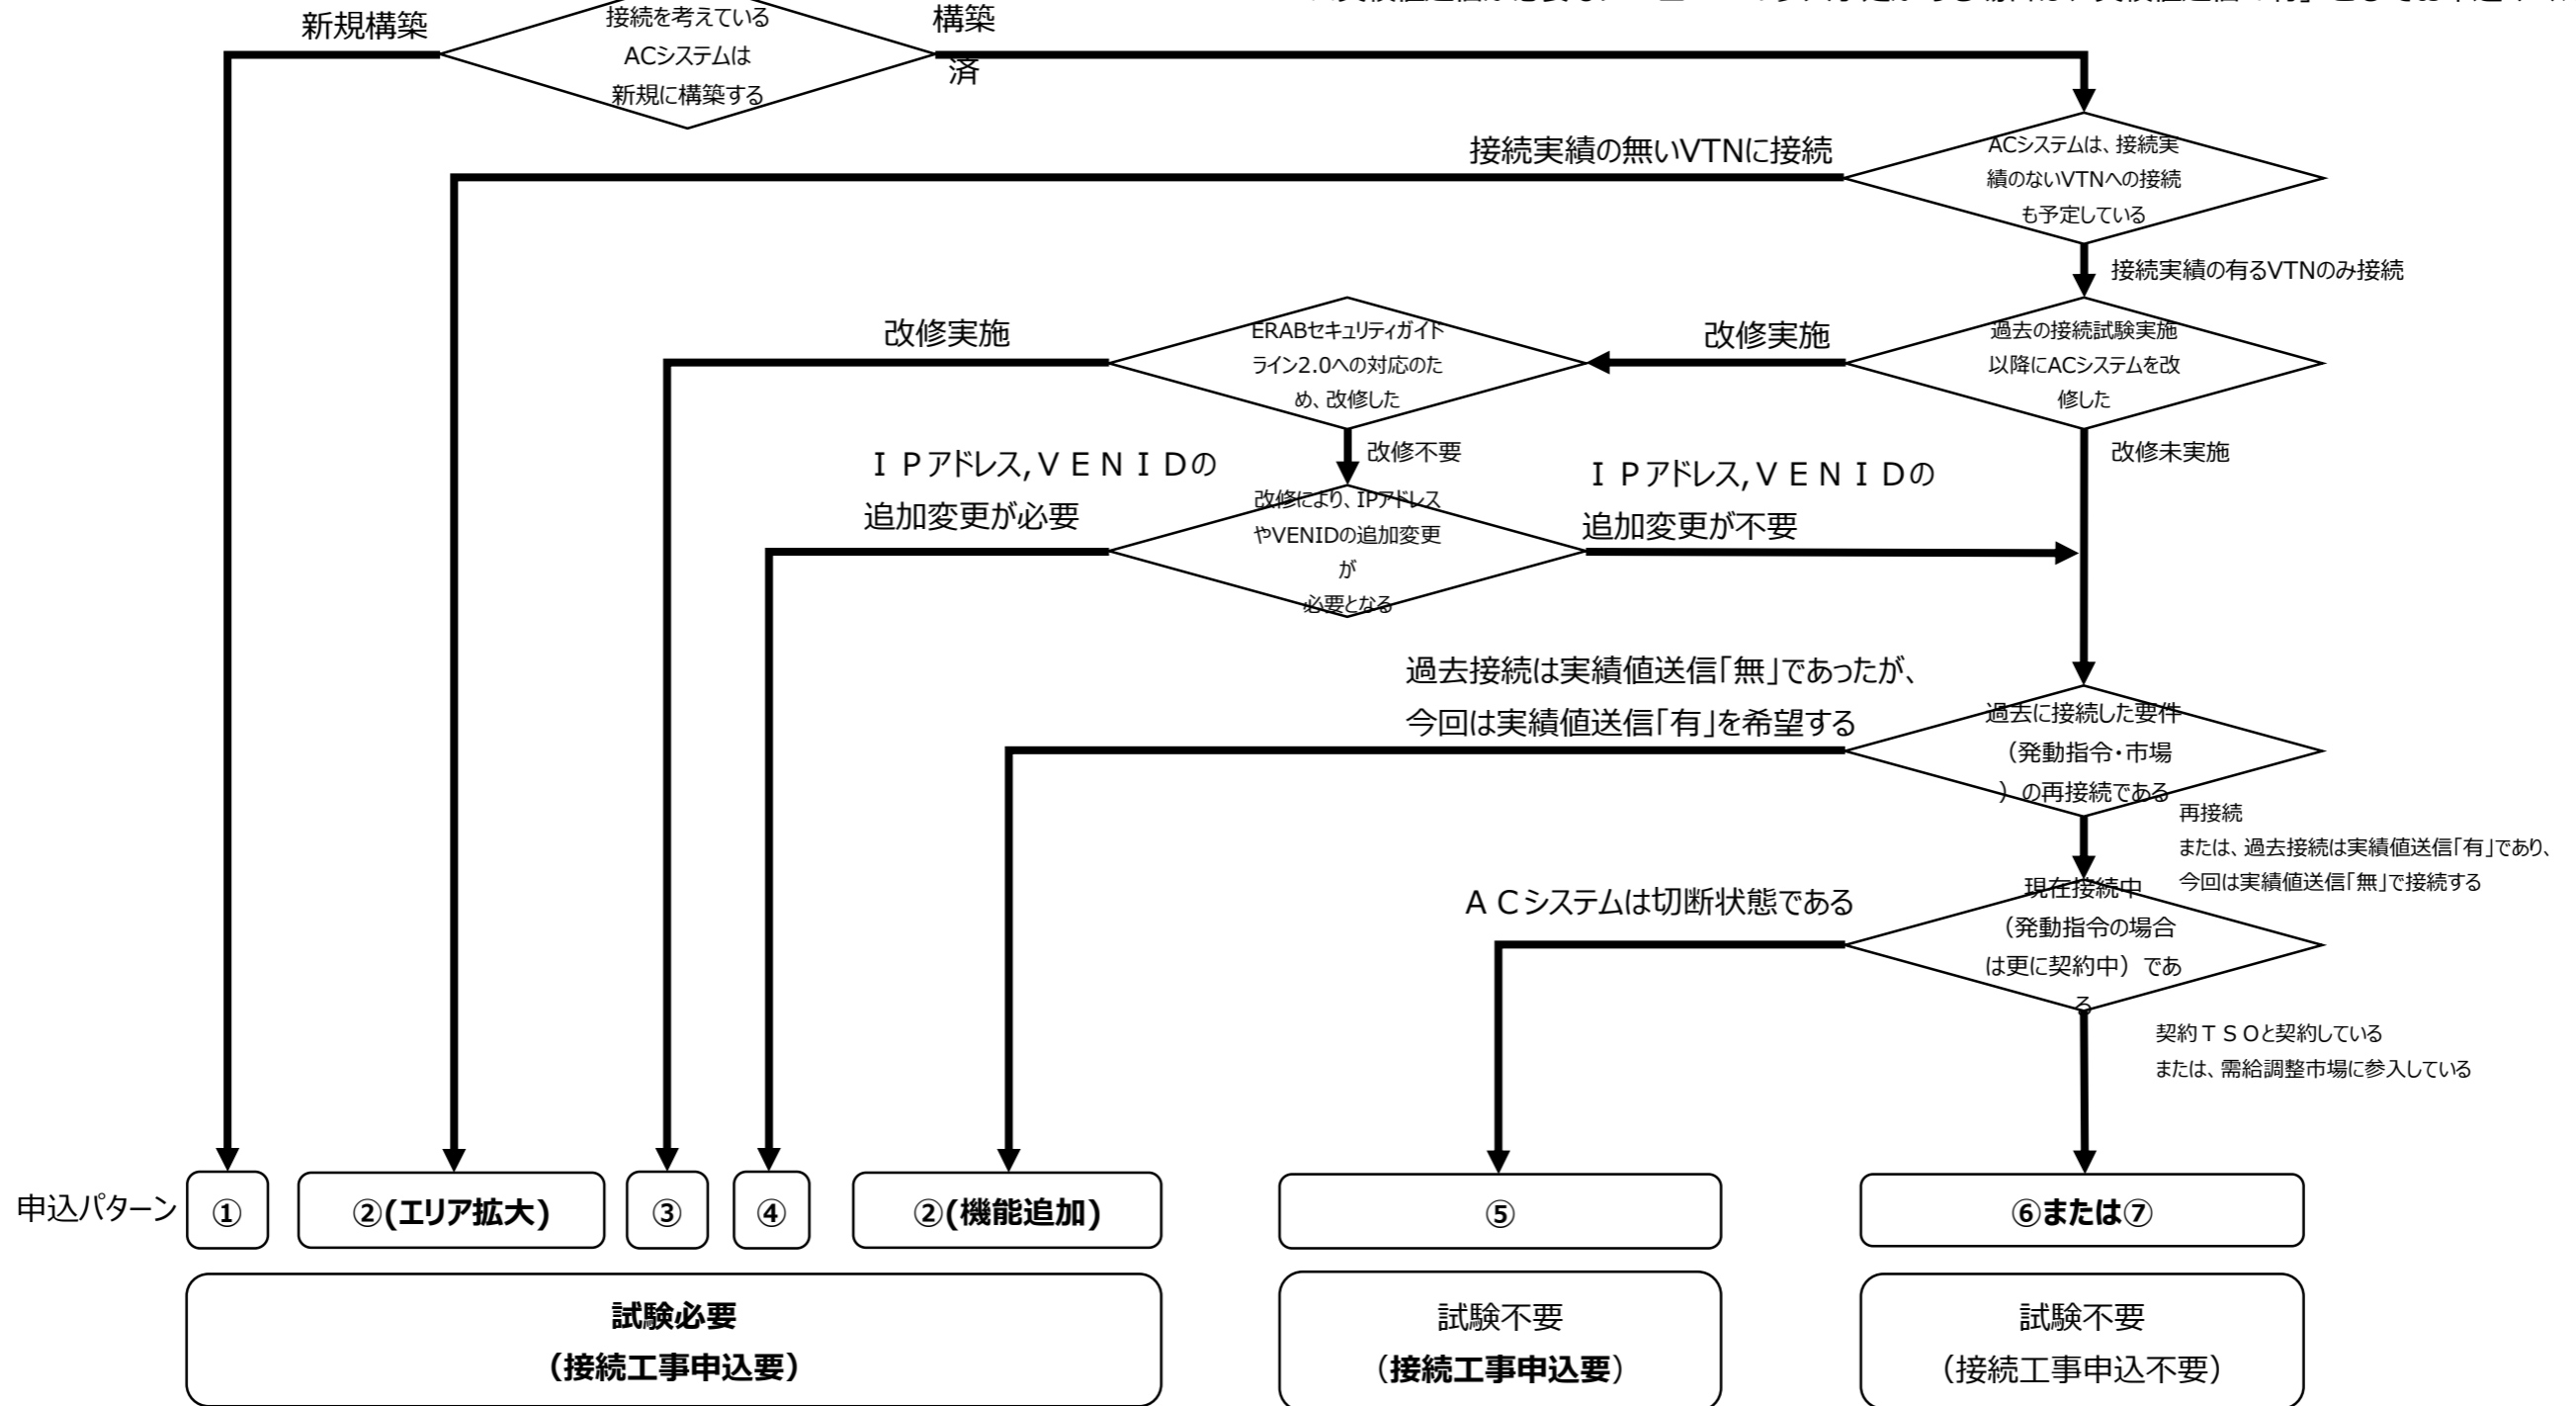 新規構築
接続を考えている
ACシステムは
新規に構築する
構築
済
接続実績の無いVTNに接続
ACシステムは、接続実
績のないVTNへの接続
も予定している
接続実績の有るVTNのみ接続
改修実施
ERABセキュリティガイド
ライン2.0への対応のた
め、改修した
改修実施
過去の接続試験実施
以降にACシステムを改
修した
改修不要
改修未実施
ＩＰアドレス,ＶＥＮＩＤの
追加変更が必要
改修により、IPアドレス
やVENIDの追加変更
が
必要となる
ＩＰアドレス,ＶＥＮＩＤの
追加変更が不要
過去接続は実績値送信「無」であったが、
今回は実績値送信「有」を希望する
過去に接続した要件
（発動指令・市場
）の再接続である
再接続
または、過去接続は実績値送信「有」であり、
今回は実績値送信「無」で接続する
ＡＣシステムは切断状態である
現在接続中
（発動指令の場合
は更に契約中）であ
る
契約ＴＳＯと契約している
または、需給調整市場に参入している
申込パターン
①
②(エリア拡大)
③
④
②(機能追加)
⑤
⑥または⑦
試験必要
（接続工事申込要）
試験不要
（接続工事申込要）
試験不要
（接続工事申込不要）